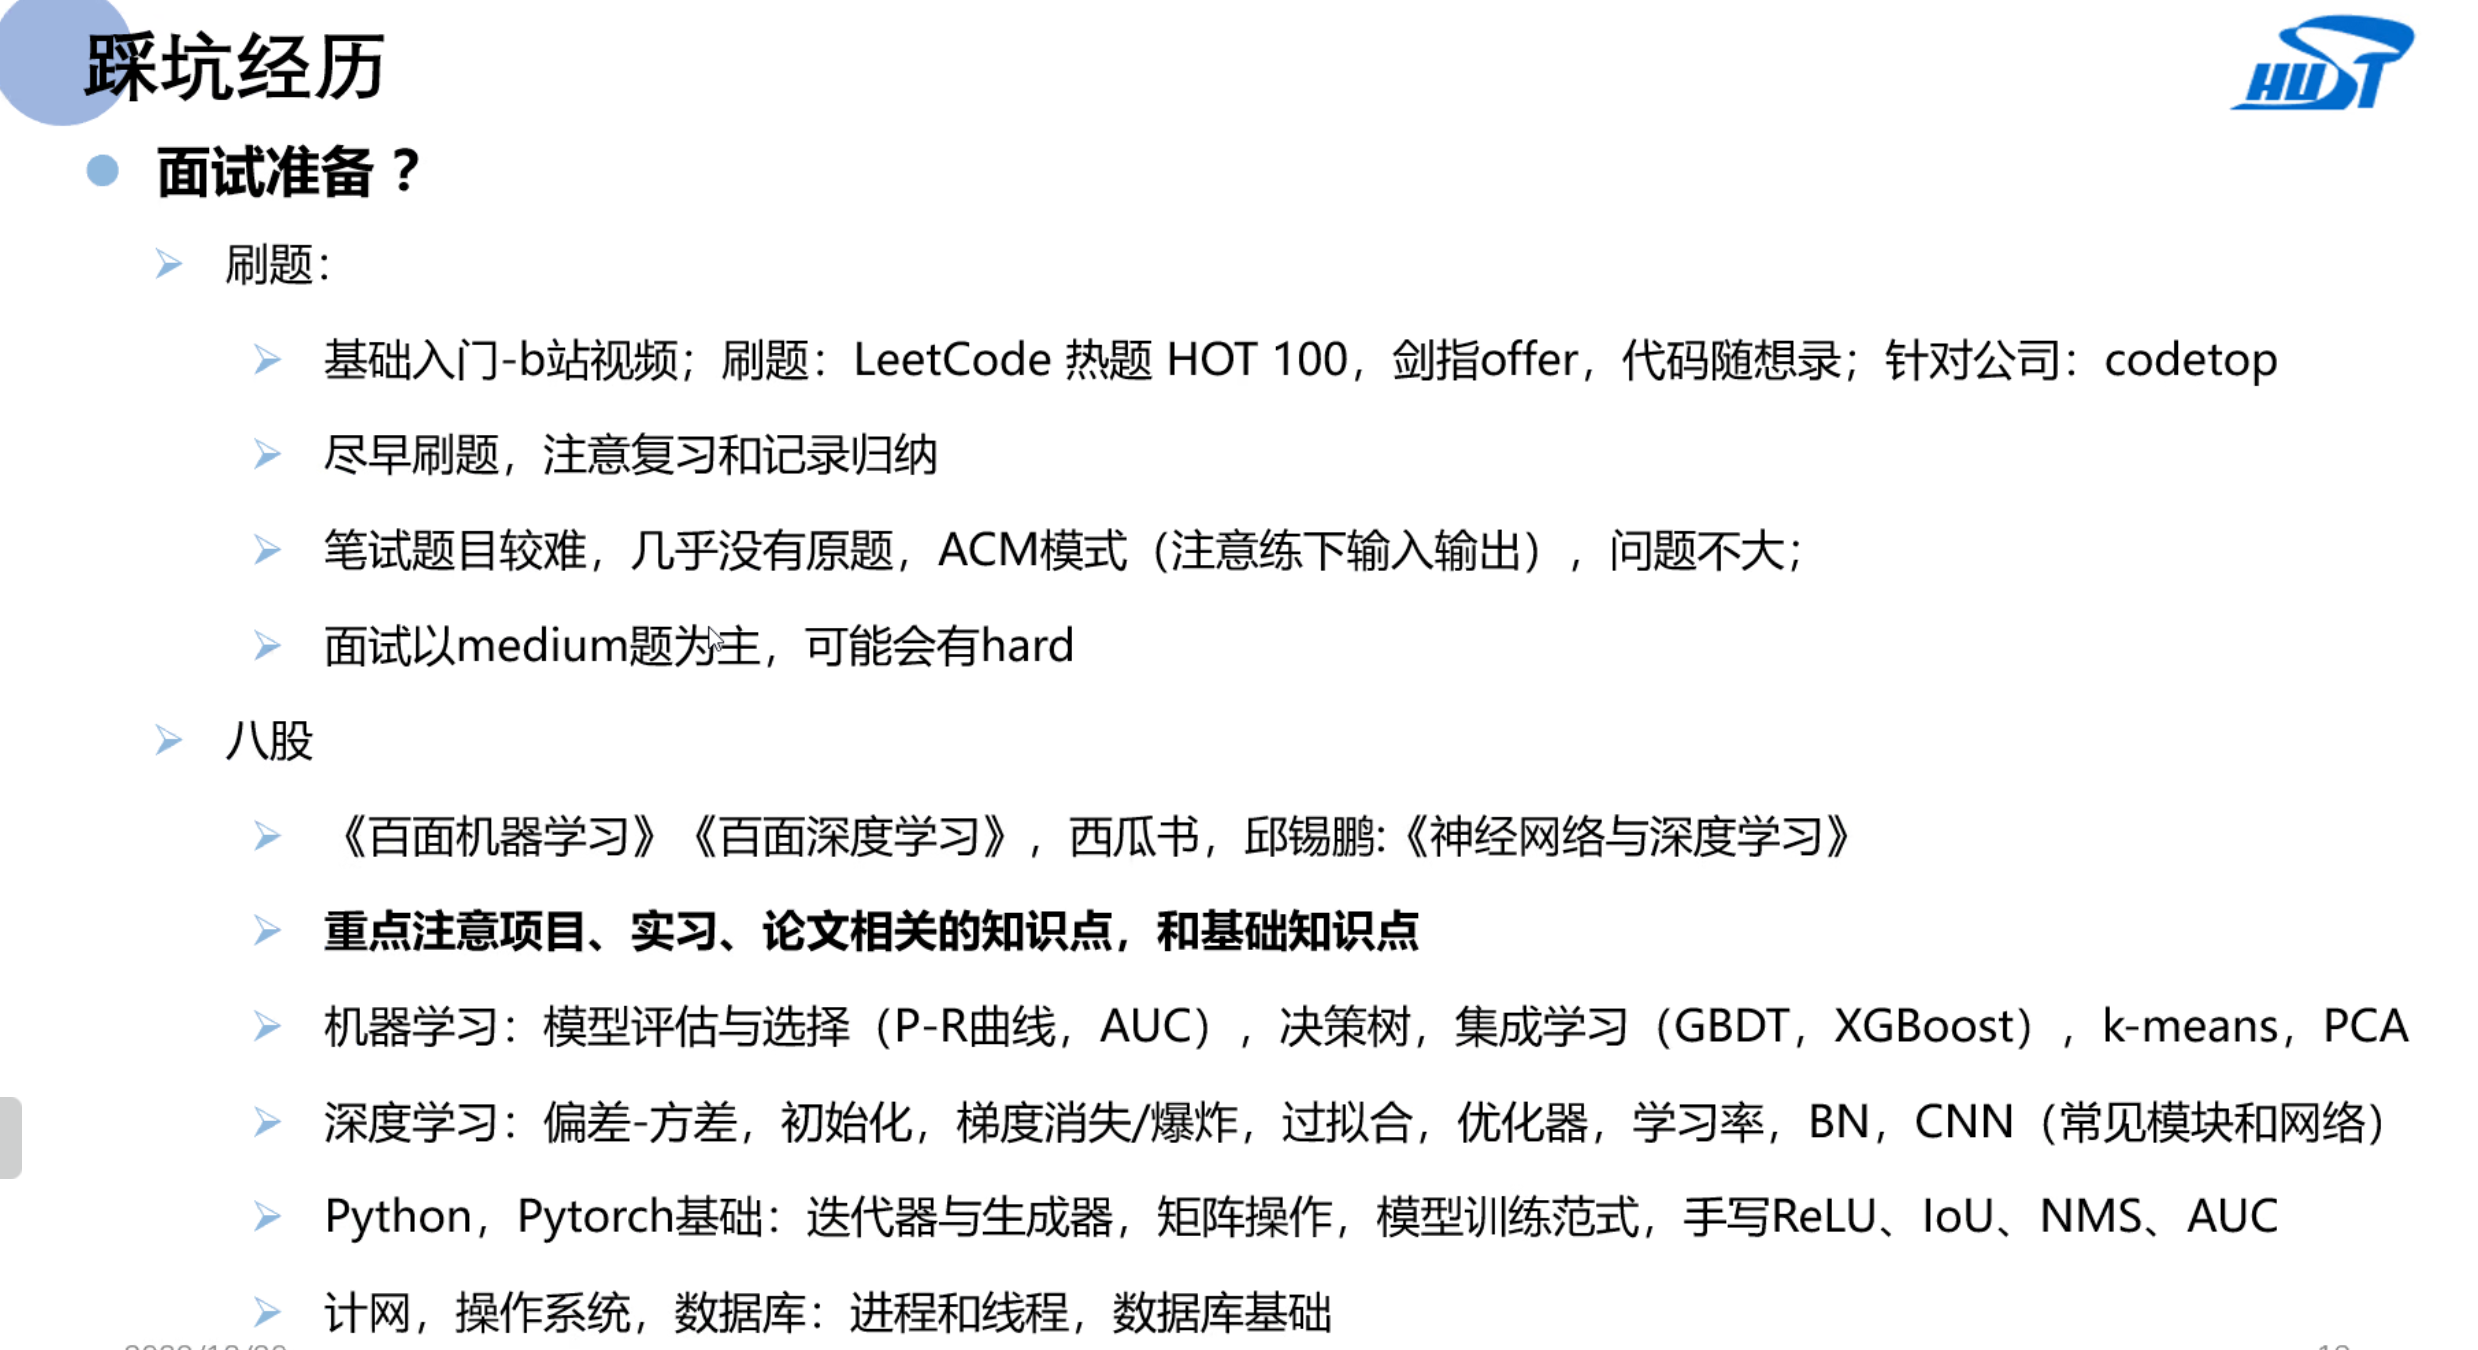 踩坑经历
HUST
面试准备？
刷题：
基础入门-b站视频；刷题：LeetCode 热题 HOT 100，剑指offer，代码随想录；针对公司：codetop
尽早刷题，注意复习和记录归纳
笔试题目较难，几乎没有原题，ACM模式（注意练下输入输出），问题不大；
面试以medium题为主，可能会有hard
八股
《百面机器学习》《百面深度学习》，西瓜书，邱锡鹏:《神经网络与深度学习》
重点注意项目、实习、论文相关的知识点，和基础知识点
机器学习：模型评估与选择（P-R曲线，AUC），决策树，集成学习（GBDT，XGBoost），k-means，PCA
深度学习：偏差-方差，初始化，梯度消失/爆炸，过拟合，优化器，学习率，BN，CNN（常见模块和网络）
Python，Pytorch基础：迭代器与生成器，矩阵操作，模型训练范式，手写ReLU、IoU、NMS、AUC
计网，操作系统，数据库：进程和线程，数据库基础